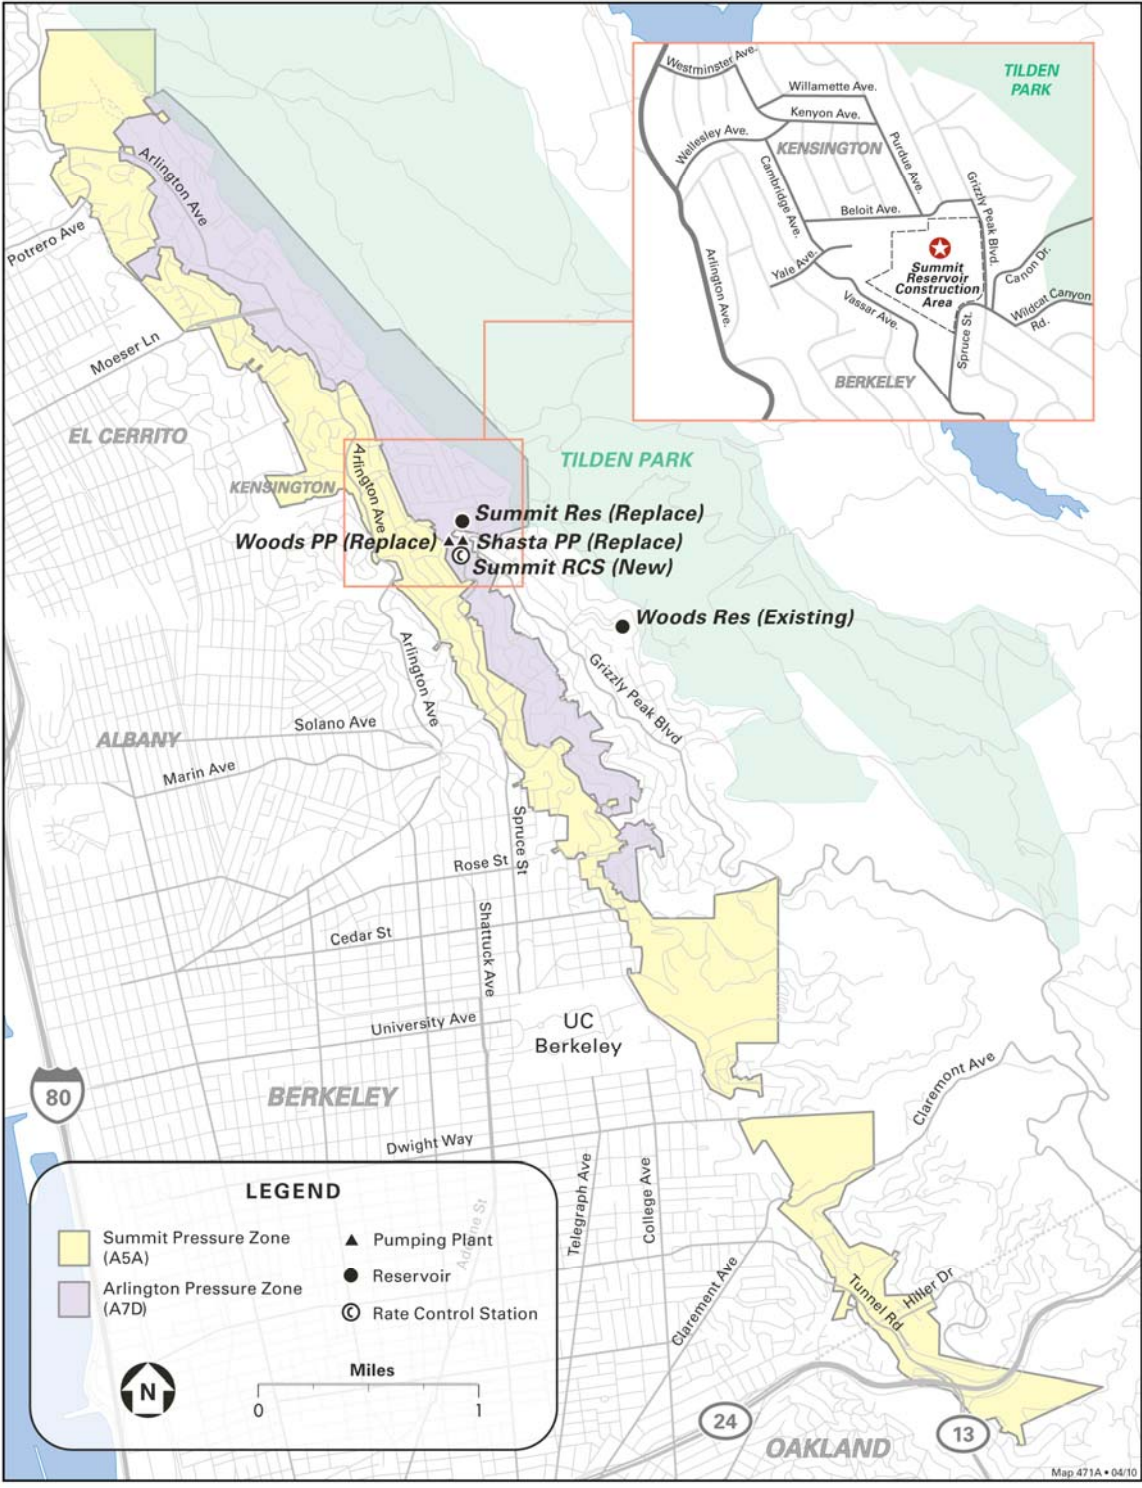 Westminster Ave.
Willamette Ave.
Kenyon Ave.
Wellesley Ave.
KENSINGTON
Purdue Ave.
TILDEN
PARK
Cambridge Ave.
Grizzly Peak Blvd.
Beloit Ave.
Yale Ave.
Arlington Ave.
Vassar Ave.
Summit
Reservoir
Construction
Area
Canon Dr.
Wildcat Canyon
Rd.
Spruce St.
BERKELEY
Arlington Ave
Potrero Ave
Moeser Ln
EL CERRITO
KENSINGTON
Arlington Ave
TILDEN PARK
Summit Res (Replace)
Woods PP (Replace)
Shasta PP (Replace)
C
Summit RCS (New)
Woods Res (Existing)
Arlington Ave
Grizzly Peak Blvd
Solano Ave
ALBANY
Marin Ave
Spruce St
Rose St
Shattuck Ave
Cedar St
University Ave
UC
Berkeley
80
BERKELEY
Claremont Ave
Dwight Way
Telegraph Ave
College Ave
Claremont Ave
Tunnel Rd
Hiller Dr
24
13
OAKLAND
LEGEND
Summit Pressure Zone
(A5A)
Arlington Pressure Zone
(A7D)
Pumping Plant
Reservoir
C Rate Control Station
Adeline St
N
Miles
0 1
Map 471A • 04/10